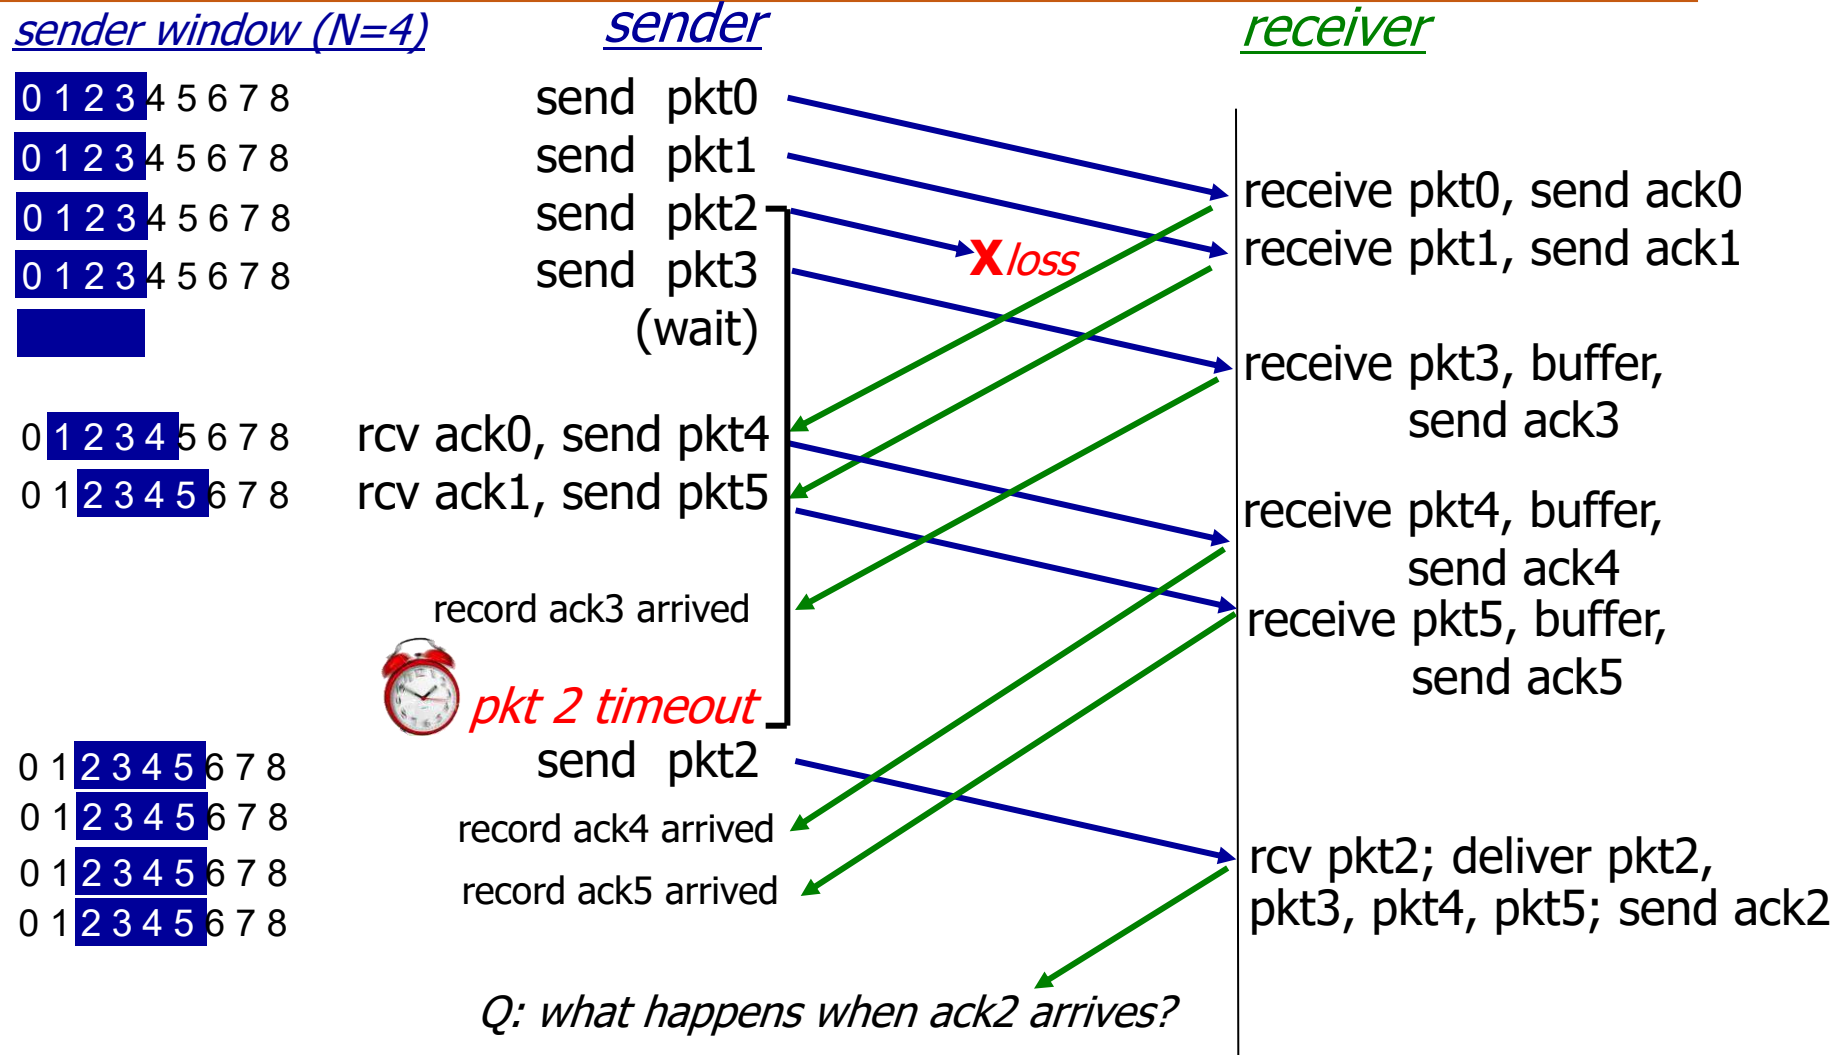 sender window (N=4) sender receiver
0 1 2 3 4 5 6 7 8 send pkt0
0 1 2 3 4 5 6 7 8 send pkt1
receive pkt0, send ack0
0 1 2 3 4 5 6 7 8 send pkt2
receive pkt1, send ack1
X loss
0 1 2 3 4 5 6 7 8 send pkt3
(wait)
receive pkt3, buffer,
send ack3
0 1 2 3 4 5 6 7 8 rcv ack0, send pkt4
0 1 2 3 4 5 6 7 8 rcv ack1, send pkt5
receive pkt4, buffer,
send ack4
record ack3 arrived
receive pkt5, buffer,
send ack5
pkt 2 timeout
0 1 2 3 4 5 6 7 8 send pkt2
0 1 2 3 4 5 6 7 8 record ack4 arrived
rcv pkt2; deliver pkt2,
0 1 2 3 4 5 6 7 8 record ack5 arrived
pkt3, pkt4, pkt5; send ack2
0 1 2 3 4 5 6 7 8
Q: what happens when ack2 arrives?